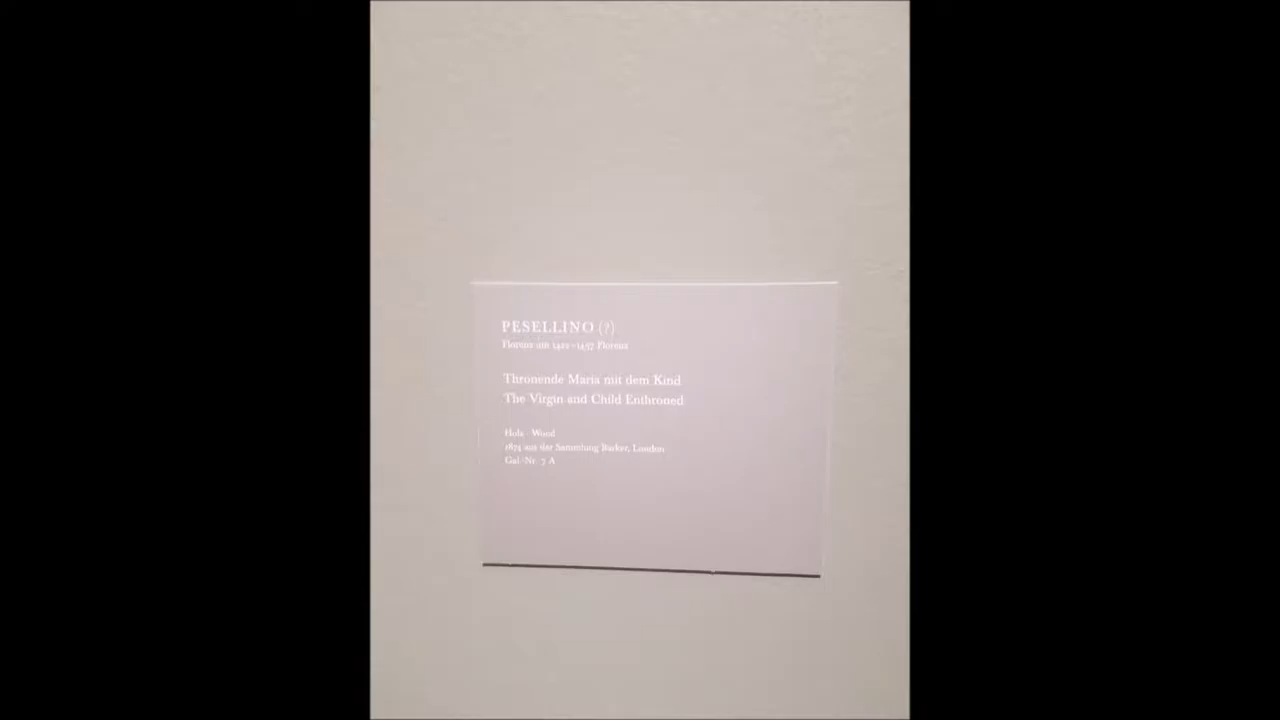 PESELLINO (?)
Florenz um 1422–1457 Florenz
Thronende Maria mit dem Kind
The Virgin and Child Enthroned
Holz · Wood
1874 aus der Sammlung Barker, London
Gal.-Nr. 7 A